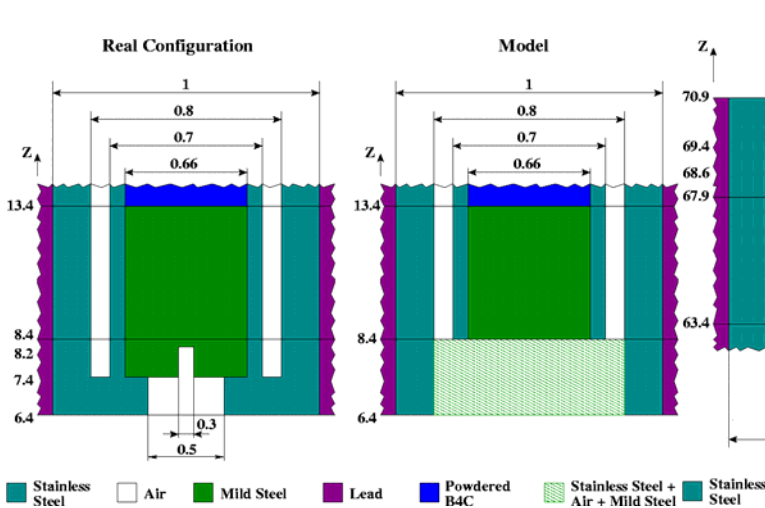 Real Configuration
Model
Z
1
1
70.9
0.8
0.8
0.7
0.7
69.4
Z
0.66
Z
0.66
68.6
67.9
13.4
13.4
63.4
8.4
8.4
8.2
7.4
6.4
0.3
6.4
0.5
Stainless Steel
Air
Mild Steel
Lead
Powdered B4C
Stainless Steel + Air + Mild Steel
Stainless Steel